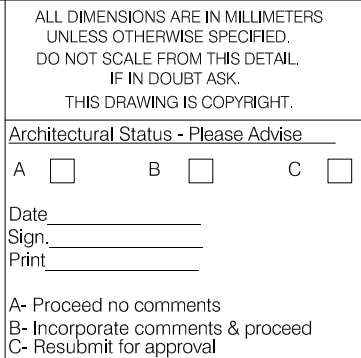 ALL DIMENSIONS ARE IN MILLIMETERS
UNLESS OTHERWISE SPECIFIED.
DO NOT SCALE FROM THIS DETAIL.
IF IN DOUBT ASK.
THIS DRAWING IS COPYRIGHT.
Architectural Status - Please Advise
A B C
Date
Sign.
Print
A- Proceed no comments
B- Incorporate comments & proceed
C- Resubmit for approval